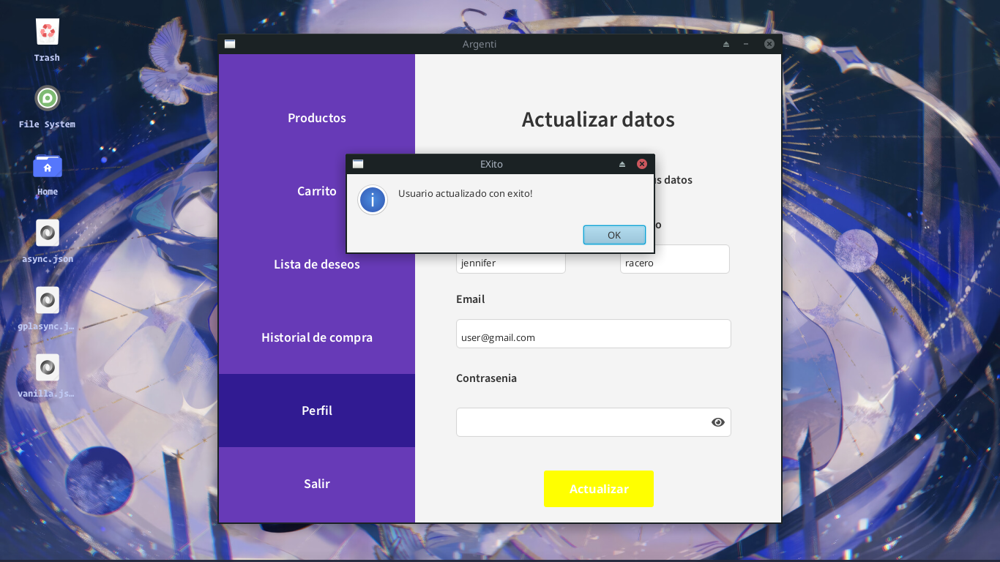 Trash
File System
Home
async.json
gplasync.j…
vanilla.js…
Argenti
Productos
Carrito
Lista de deseos
Historial de compra
Perfil
Salir
Actualizar datos
datos
EXito
Usuario actualizado con exito!
OK
jennifer
racero
Email
user@gmail.com
Contrasenia
Actualizar